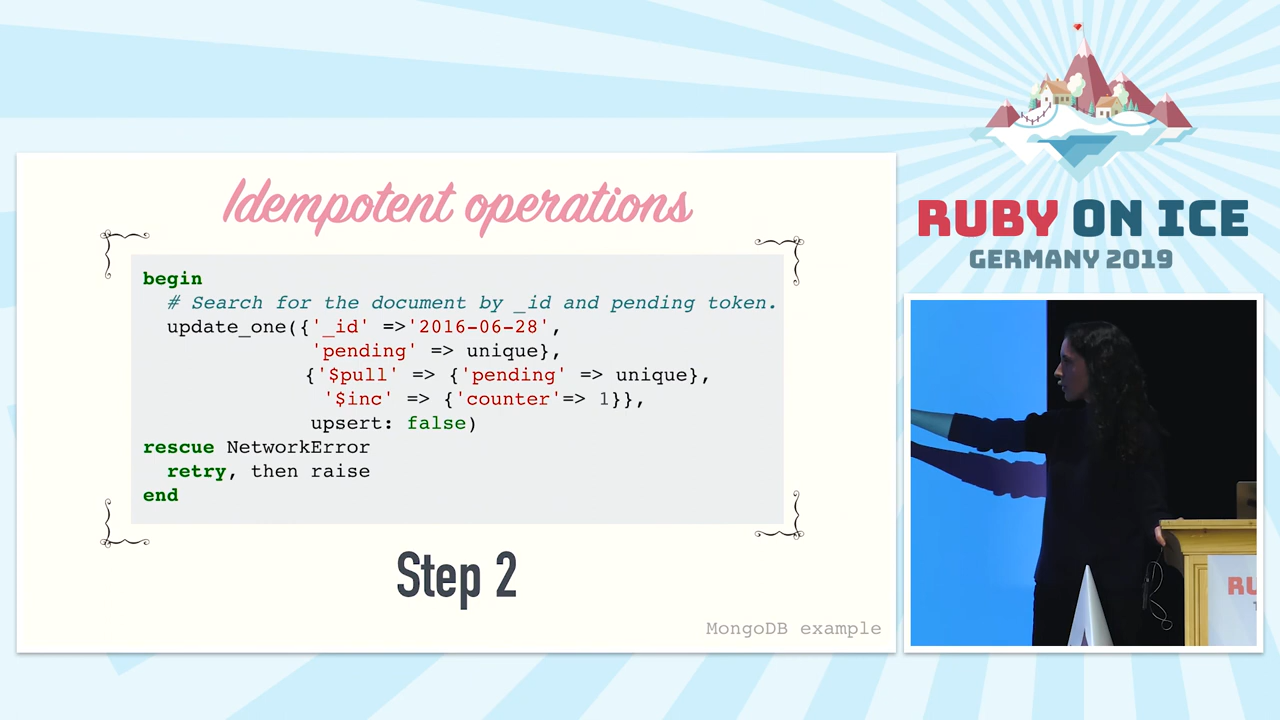 RUBY ON ICE
GERMANY 2019
Idempotent operations
begin
  # Search for the document by _id and pending token.
  update_one({'_id' =>'2016-06-28',
              'pending' => unique},
             {'$pull' => {'pending' => unique},
              '$inc' => {'counter'=> 1}},
              upsert: false)
rescue NetworkError
  retry, then raise
end
Step 2
MongoDB example
RU